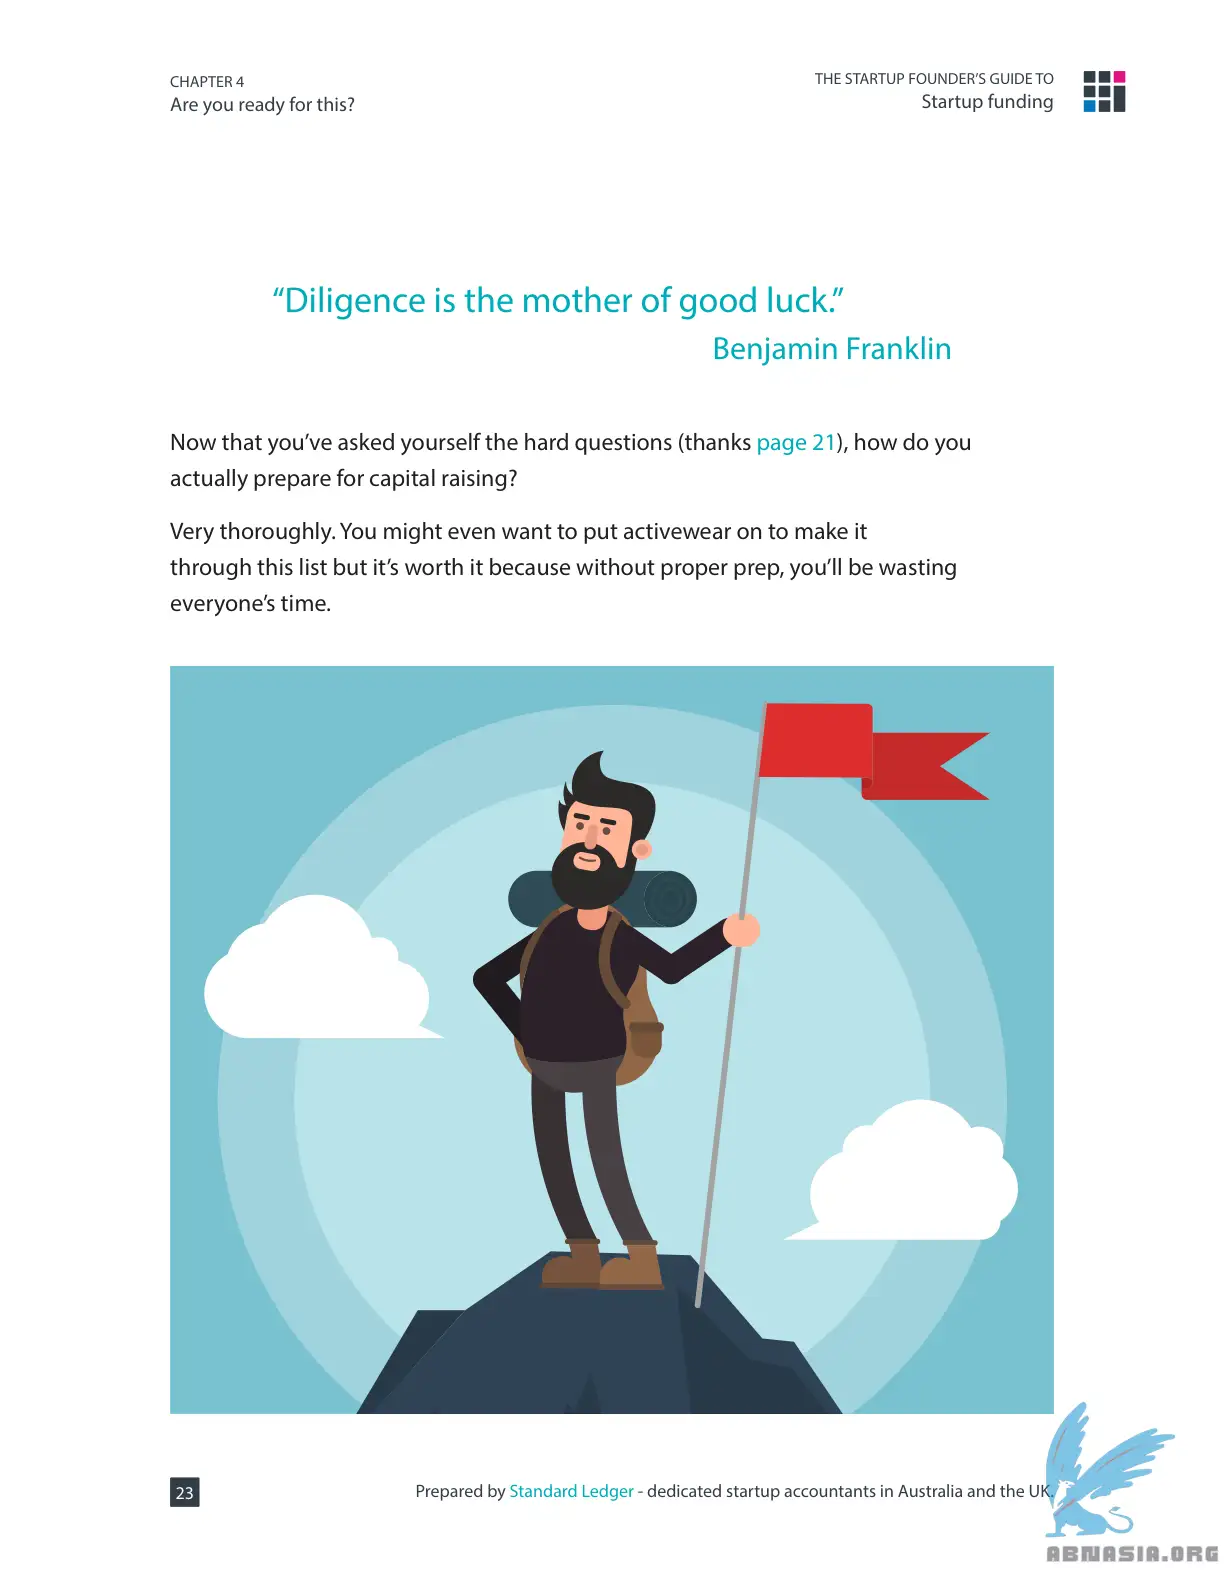 CHAPTER 4
Are you ready for this?
THE STARTUP FOUNDER’S GUIDE TO
Startup funding
“Diligence is the mother of good luck.”
Benjamin Franklin
Now that you’ve asked yourself the hard questions (thanks page 21), how do you
actually prepare for capital raising?
Very thoroughly. You might even want to put activewear on to make it
through this list but it’s worth it because without proper prep, you’ll be wasting
everyone’s time.
23
Prepared by Standard Ledger - dedicated startup accountants in Australia and the UK.
ABNASIA.ORG